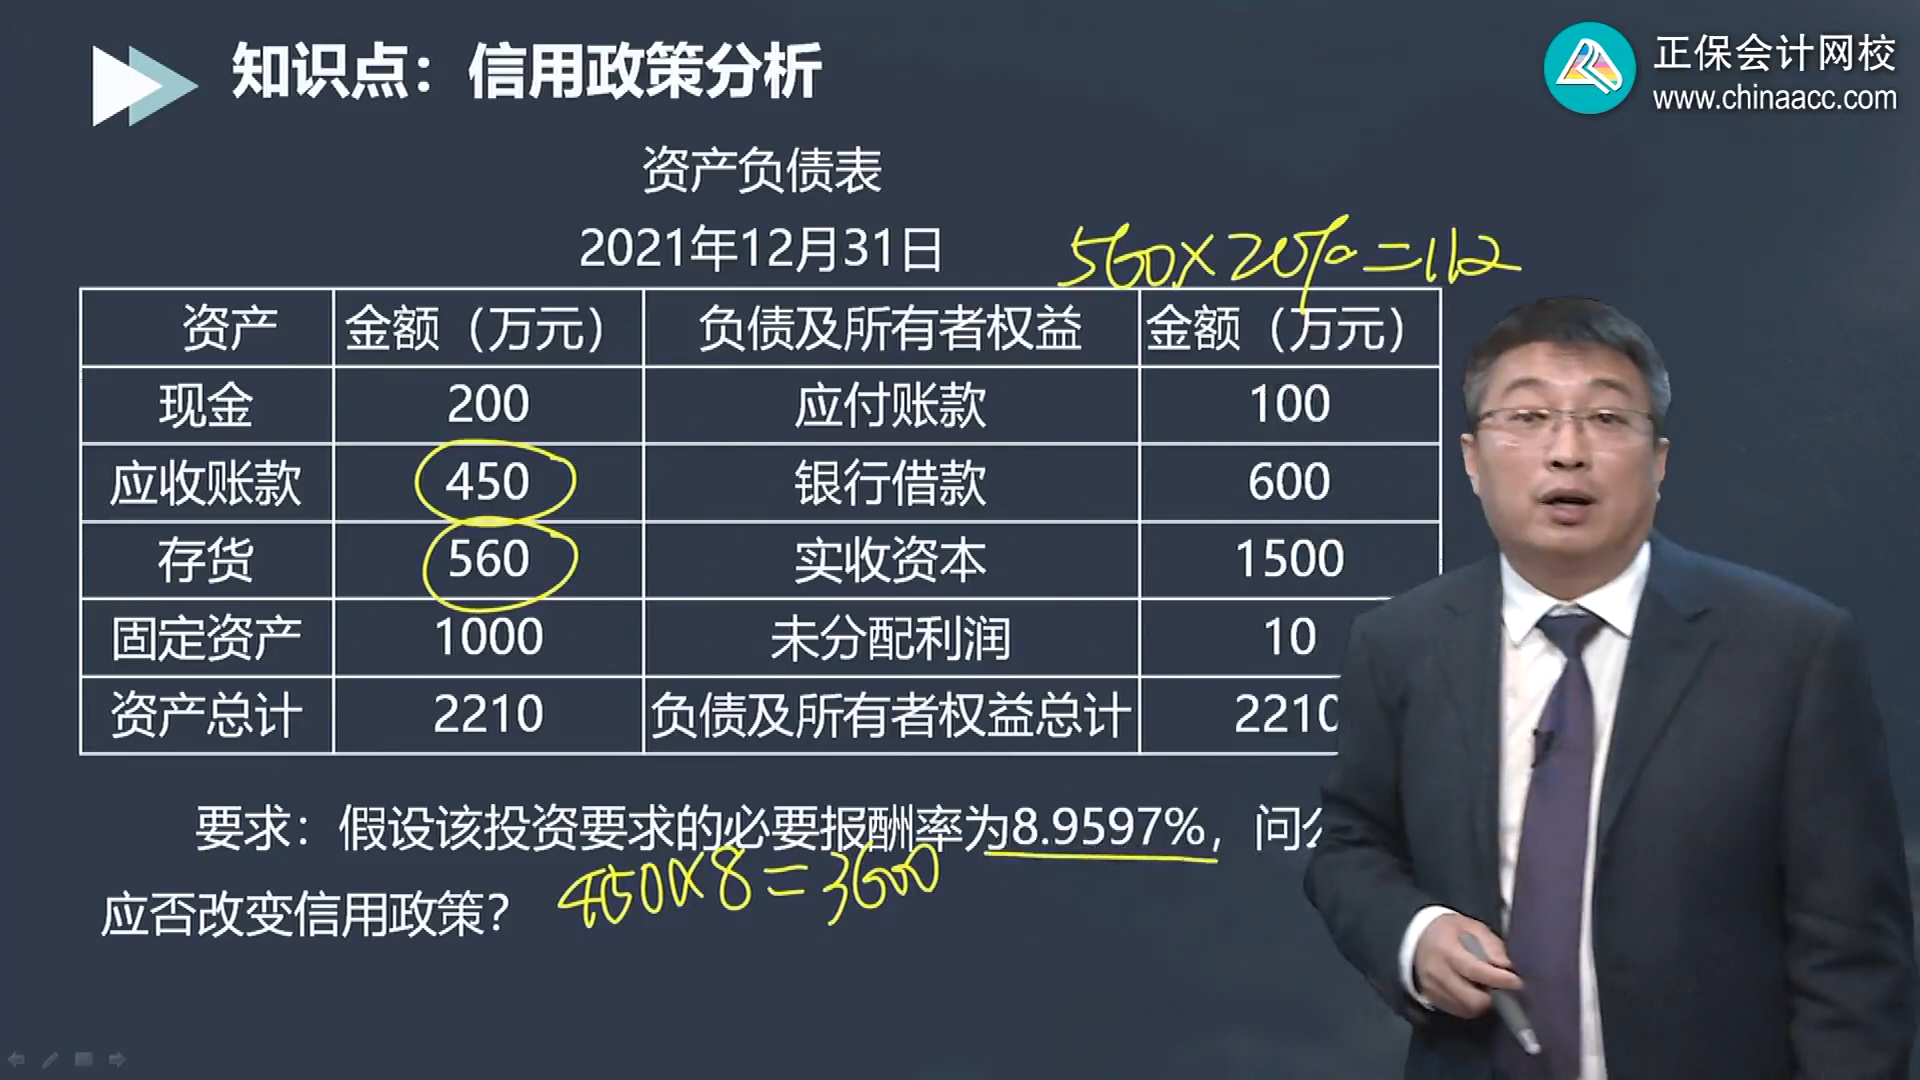 知识点：信用政策分析
正保会计网校
www.chinaacc.com
资产负债表
2021年12月31日
560×20%=112
资产 金额（万元） 负债及所有者权益 金额（万元）
现金 200 应付账款 100
应收账款 450 银行借款 600
存货 560 实收资本 1500
固定资产 1000 未分配利润 10
资产总计 2210 负债及所有者权益总计 2210
要求：假设该投资要求的必要报酬率为8.9597%，问
应否改变信用政策？
450×8=3600